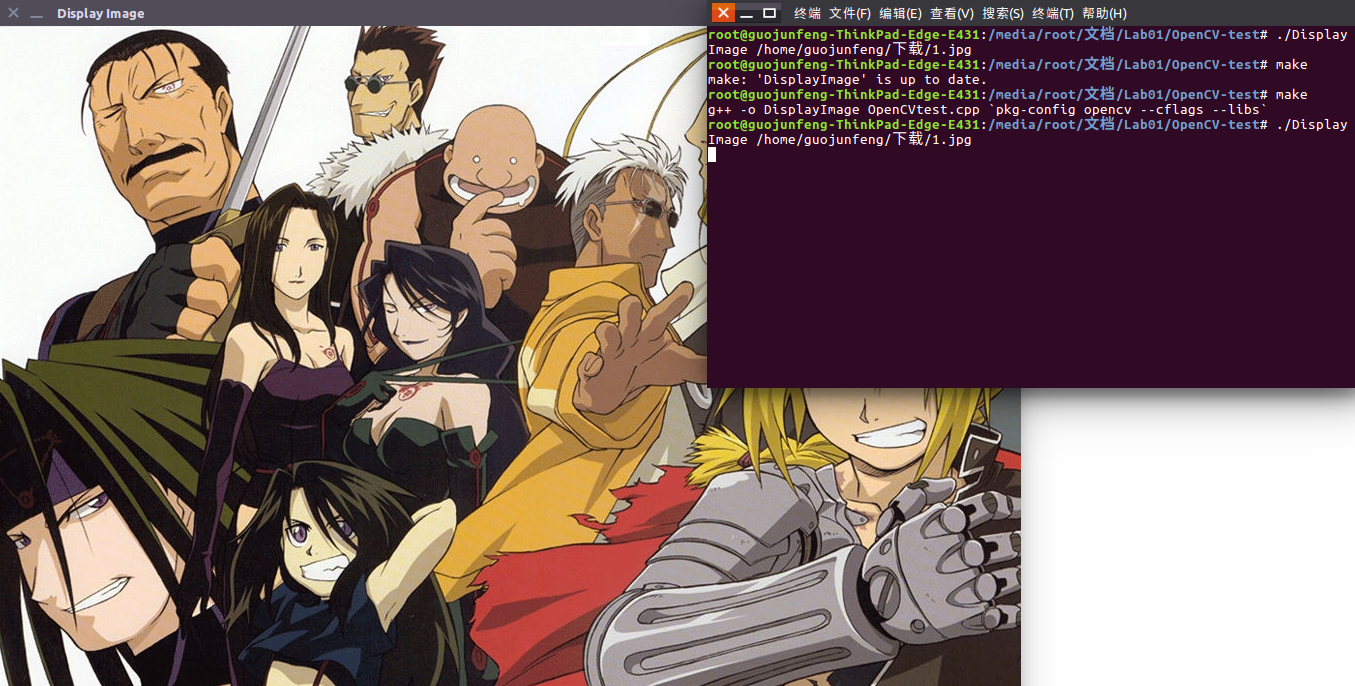 Display Image
终端 文件(F) 编辑(E) 查看(V) 搜索(S) 终端(T) 帮助(H)
root@guojunfeng-ThinkPad-Edge-E431:/media/root/文档/Lab01/OpenCV-test# ./Display
Image /home/guojunfeng/下载/1.jpg
root@guojunfeng-ThinkPad-Edge-E431:/media/root/文档/Lab01/OpenCV-test# make
make: 'DisplayImage' is up to date.
root@guojunfeng-ThinkPad-Edge-E431:/media/root/文档/Lab01/OpenCV-test# make
g++ -o DisplayImage OpenCVtest.cpp `pkg-config opencv --cflags --libs`
root@guojunfeng-ThinkPad-Edge-E431:/media/root/文档/Lab01/OpenCV-test# ./Display
Image /home/guojunfeng/下载/1.jpg